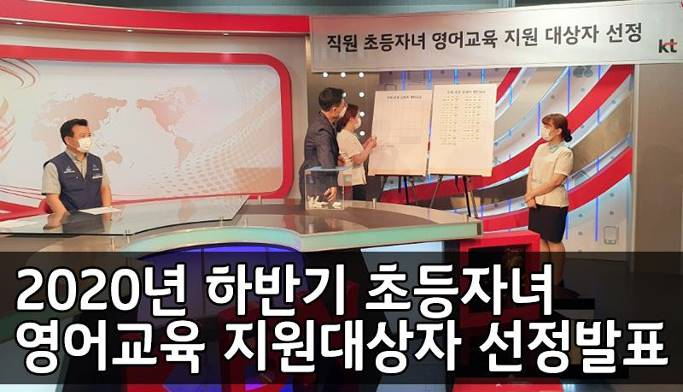 직원 초등자녀 영어교육 지원 대상자 선정
kt
2020년 하반기 초등자녀
영어교육 지원대상자 선정발표